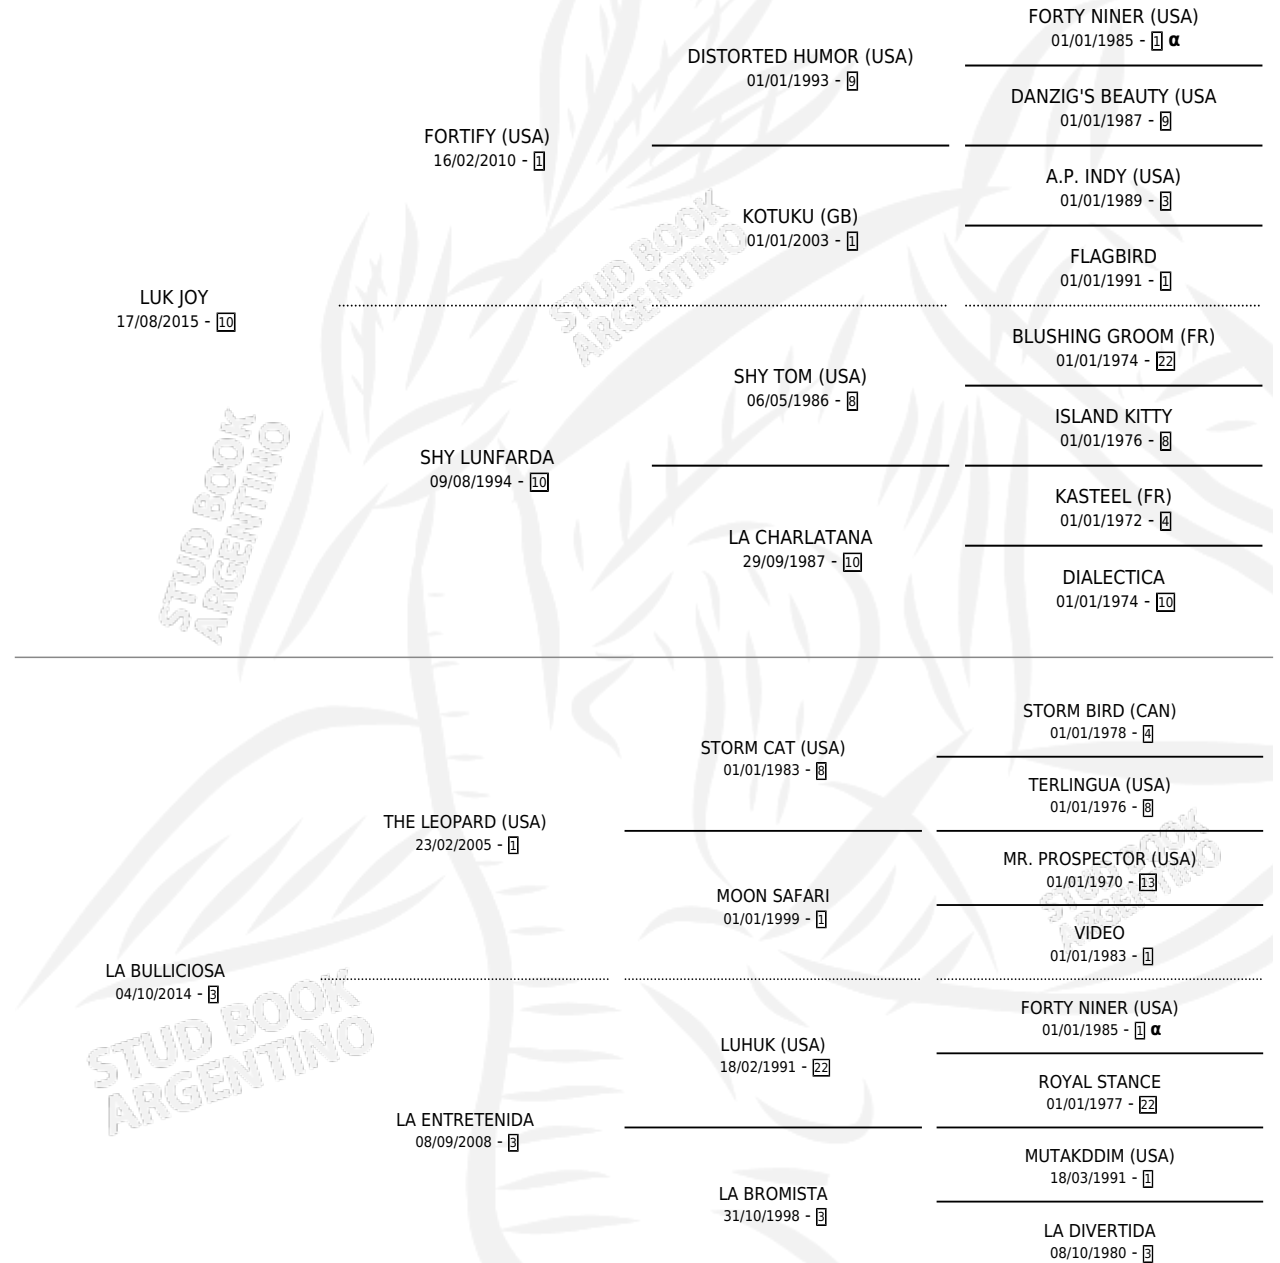 FORTY NINER (USA)
01/01/1985 - 1 α
DISTORTED HUMOR (USA)
01/01/1993 - 9
DANZIG'S BEAUTY (USA
01/01/1987 - 9
FORTIFY (USA)
16/02/2010 - 1
A.P. INDY (USA)
01/01/1989 - 3
KOTUKU (GB)
01/01/2003 - 1
FLAGBIRD
01/01/1991 - 1
LUK JOY
17/08/2015 - 10
BLUSHING GROOM (FR)
01/01/1974 - 22
SHY TOM (USA)
06/05/1986 - 8
ISLAND KITTY
01/01/1976 - 8
SHY LUNFARDA
09/08/1994 - 10
KASTEEL (FR)
01/01/1972 - 4
LA CHARLATANA
29/09/1987 - 10
DIALECTICA
01/01/1974 - 10
STORM BIRD (CAN)
01/01/1978 - 4
STORM CAT (USA)
01/01/1983 - 8
TERLINGUA (USA)
01/01/1976 - 8
THE LEOPARD (USA)
23/02/2005 - 1
MR. PROSPECTOR (USA)
01/01/1970 - 13
MOON SAFARI
01/01/1999 - 1
VIDEO
01/01/1983 - 1
LA BULLICIOSA
04/10/2014 - 3
FORTY NINER (USA)
01/01/1985 - 1 α
LUHUK (USA)
18/02/1991 - 22
ROYAL STANCE
01/01/1977 - 22
LA ENTRETENIDA
08/09/2008 - 3
MUTAKDDIM (USA)
18/03/1991 - 1
LA BROMISTA
31/10/1998 - 3
LA DIVERTIDA
08/10/1980 - 3
STUD BOOK
ARGENTINO
STUD BOOK
ARGENTINO
STUD BOOK
ARGENTINO
STUD BOOK
ARGENTINO